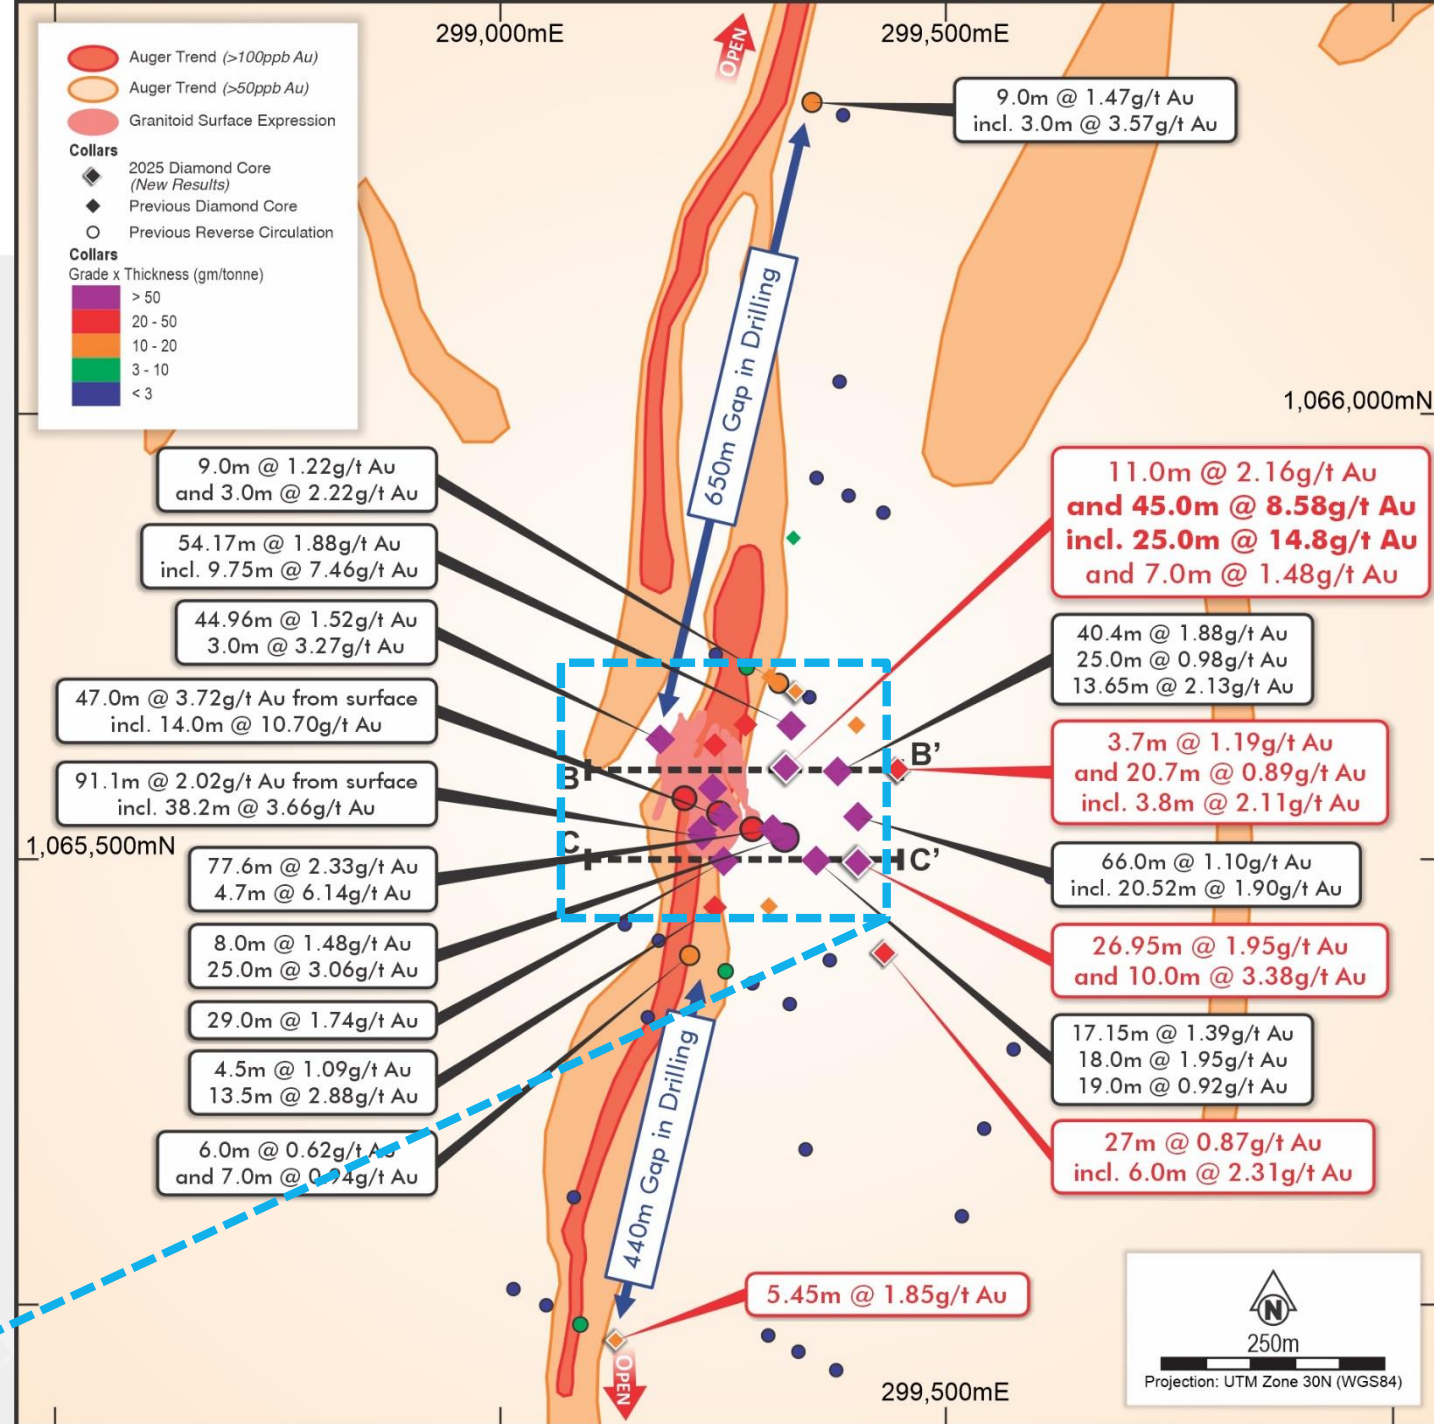 299,000mE
299,500mE
OPEN
Auger Trend (>100ppb Au)
Auger Trend (>50ppb Au)
Granitoid Surface Expression
Collars
2025 Diamond Core
(New Results)
Previous Diamond Core
Previous Reverse Circulation
Collars
Grade x Thickness (gm/tonne)
> 50
20 - 50
10 - 20
3 - 10
< 3
9.0m @ 1.47g/t Au
incl. 3.0m @ 3.57g/t Au
650m Gap in Drilling
1,066,000mN
9.0m @ 1.22g/t Au
and 3.0m @ 2.22g/t Au
54.17m @ 1.88g/t Au
incl. 9.75m @ 7.46g/t Au
44.96m @ 1.52g/t Au
3.0m @ 3.27g/t Au
47.0m @ 3.72g/t Au from surface
incl. 14.0m @ 10.70g/t Au
91.1m @ 2.02g/t Au from surface
incl. 38.2m @ 3.66g/t Au
1,065,500mN
77.6m @ 2.33g/t Au
4.7m @ 6.14g/t Au
8.0m @ 1.48g/t Au
25.0m @ 3.06g/t Au
29.0m @ 1.74g/t Au
4.5m @ 1.09g/t Au
13.5m @ 2.88g/t Au
6.0m @ 0.62g/t Au
and 7.0m @ 0.94g/t Au
B
B'
C
C'
11.0m @ 2.16g/t Au
and 45.0m @ 8.58g/t Au
incl. 25.0m @ 14.8g/t Au
and 7.0m @ 1.48g/t Au
40.4m @ 1.88g/t Au
25.0m @ 0.98g/t Au
13.65m @ 2.13g/t Au
3.7m @ 1.19g/t Au
and 20.7m @ 0.89g/t Au
incl. 3.8m @ 2.11g/t Au
66.0m @ 1.10g/t Au
incl. 20.52m @ 1.90g/t Au
26.95m @ 1.95g/t Au
and 10.0m @ 3.38g/t Au
17.15m @ 1.39g/t Au
18.0m @ 1.95g/t Au
19.0m @ 0.92g/t Au
27m @ 0.87g/t Au
incl. 6.0m @ 2.31g/t Au
440m Gap in Drilling
5.45m @ 1.85g/t Au
OPEN
299,500mE
N
250m
Projection: UTM Zone 30N (WGS84)